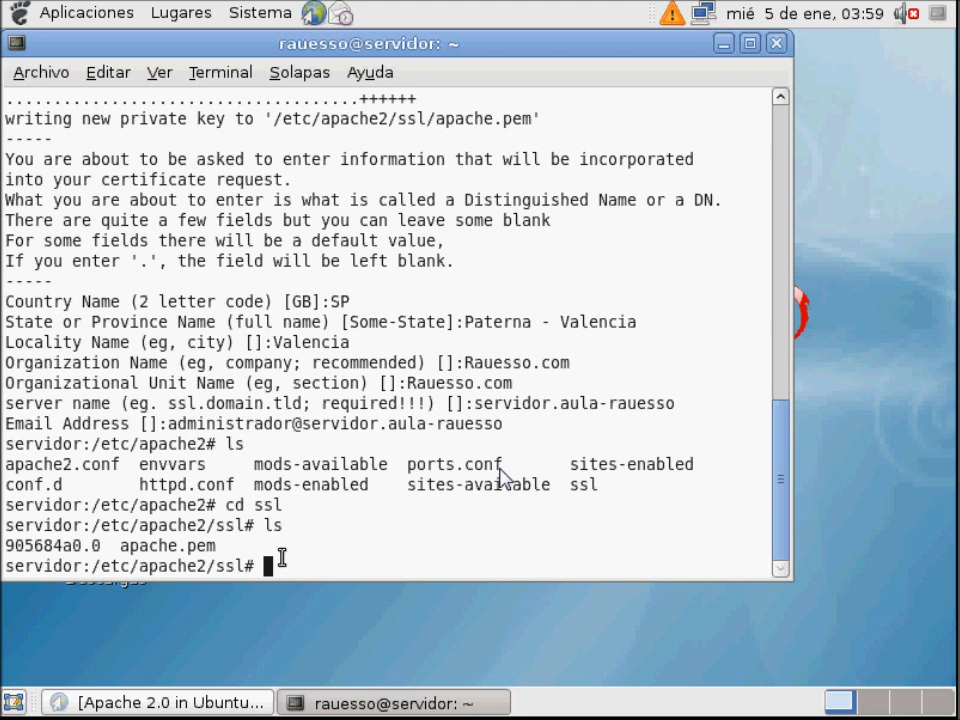 Aplicaciones Lugares Sistema mié 5 de ene, 03:59
rauesso@servidor: ~
Archivo Editar Ver Terminal Solapas Ayuda
.....................................++++++
writing new private key to '/etc/apache2/ssl/apache.pem'
-----
You are about to be asked to enter information that will be incorporated
into your certificate request.
What you are about to enter is what is called a Distinguished Name or a DN.
There are quite a few fields but you can leave some blank
For some fields there will be a default value,
If you enter '.', the field will be left blank.
-----
Country Name (2 letter code) [GB]:SP
State or Province Name (full name) [Some-State]:Paterna - Valencia
Locality Name (eg, city) []:Valencia
Organization Name (eg, company; recommended) []:Rauesso.com
Organizational Unit Name (eg, section) []:Rauesso.com
server name (eg. ssl.domain.tld; required!!!) []:servidor.aula-rauesso
Email Address []:administrador@servidor.aula-rauesso
servidor:/etc/apache2# ls
apache2.conf envvars mods-available ports.conf sites-enabled
conf.d httpd.conf mods-enabled sites-available ssl
servidor:/etc/apache2# cd ssl
servidor:/etc/apache2/ssl# ls
905684a0.0 apache.pem
servidor:/etc/apache2/ssl#
[Apache 2.0 in Ubuntu... rauesso@servidor: ~